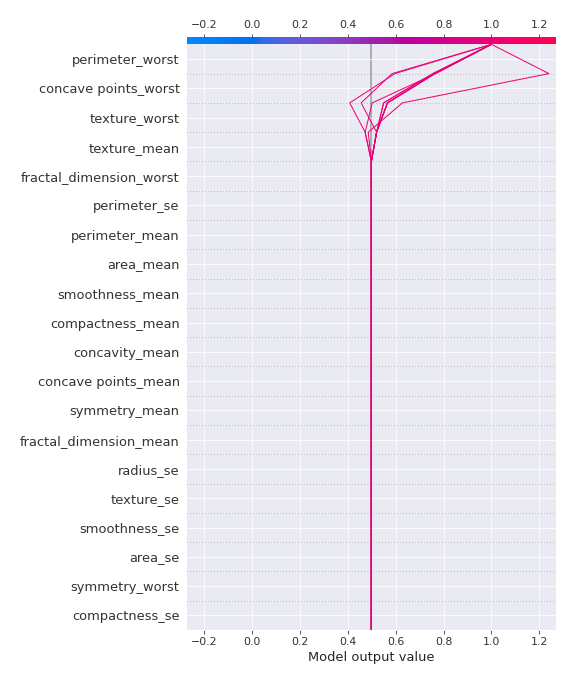 −0.2 0.0 0.2 0.4 0.6 0.8 1.0 1.2
perimeter_worst
concave points_worst
texture_worst
texture_mean
fractal_dimension_worst
perimeter_se
perimeter_mean
area_mean
smoothness_mean
compactness_mean
concavity_mean
concave points_mean
symmetry_mean
fractal_dimension_mean
radius_se
texture_se
smoothness_se
area_se
symmetry_worst
compactness_se
−0.2 0.0 0.2 0.4 0.6 0.8 1.0 1.2
Model output value